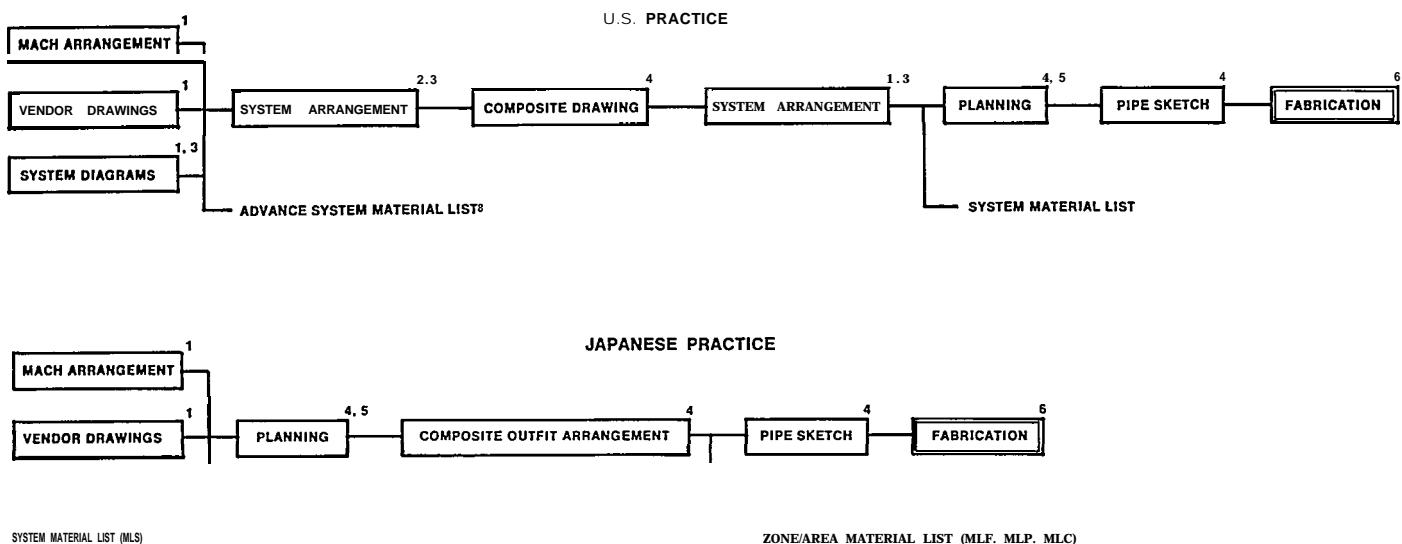 U.S. PRACTICE
1
MACH ARRANGEMENT
1
VENDOR DRAWINGS
2.3
SYSTEM ARRANGEMENT
4
COMPOSITE DRAWING
1.3
SYSTEM ARRANGEMENT
4, 5
PLANNING
4
PIPE SKETCH
6
FABRICATION
1, 3
SYSTEM DIAGRAMS
ADVANCE SYSTEM MATERIAL LIST8
SYSTEM MATERIAL LIST
JAPANESE PRACTICE
1
MACH ARRANGEMENT
1
VENDOR DRAWINGS
4, 5
PLANNING
4
COMPOSITE OUTFIT ARRANGEMENT
4
PIPE SKETCH
6
FABRICATION
SYSTEM MATERIAL LIST (MLS)
ZONE/AREA MATERIAL LIST (MLF. MLP. MLC)